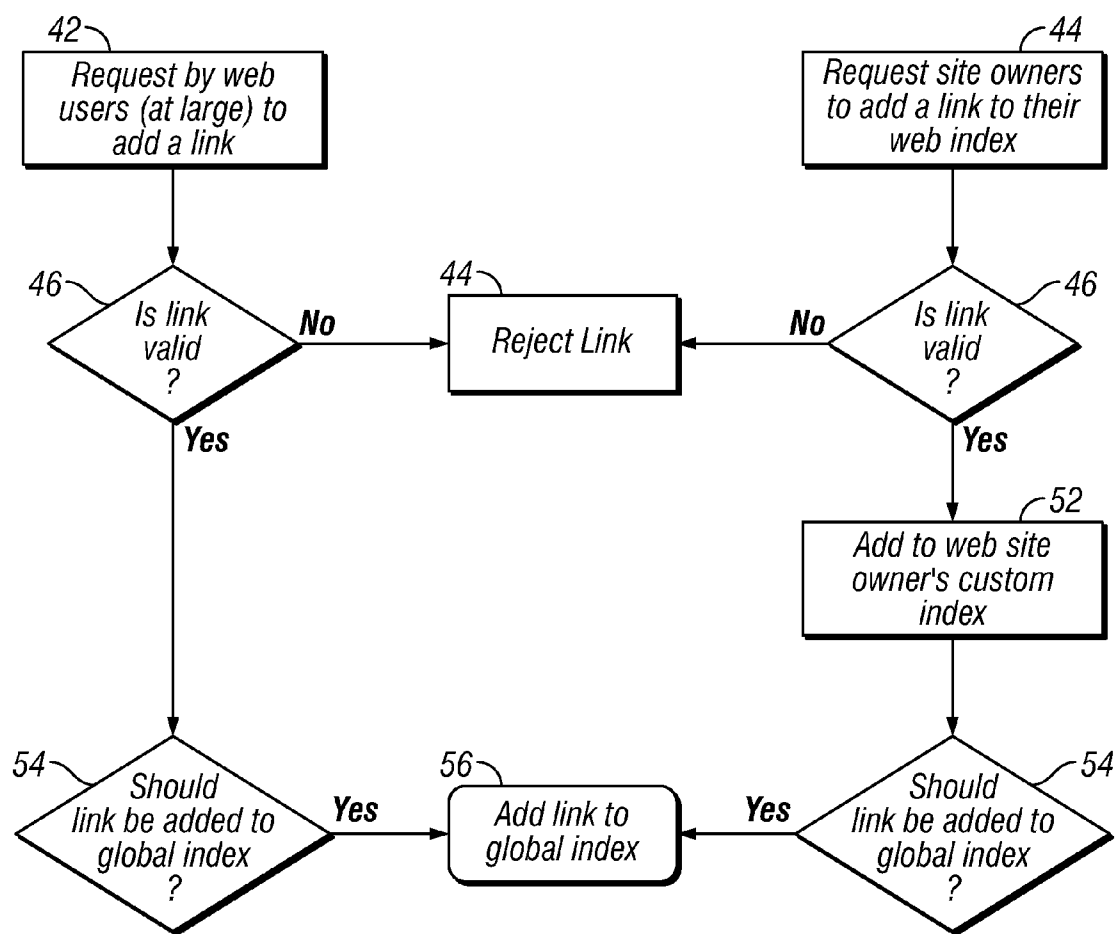 42
Request by web
users (at large) to
add a link
44
Request site owners
to add a link to their
web index
46
Is link
valid
?
No
Yes
44
Reject Link
46
Is link
valid
?
No
Yes
52
Add to web site
owner's custom
index
54
Should
link be added to
global index
?
Yes
56
Add link to
global index
54
Should
link be added to
global index
?
Yes